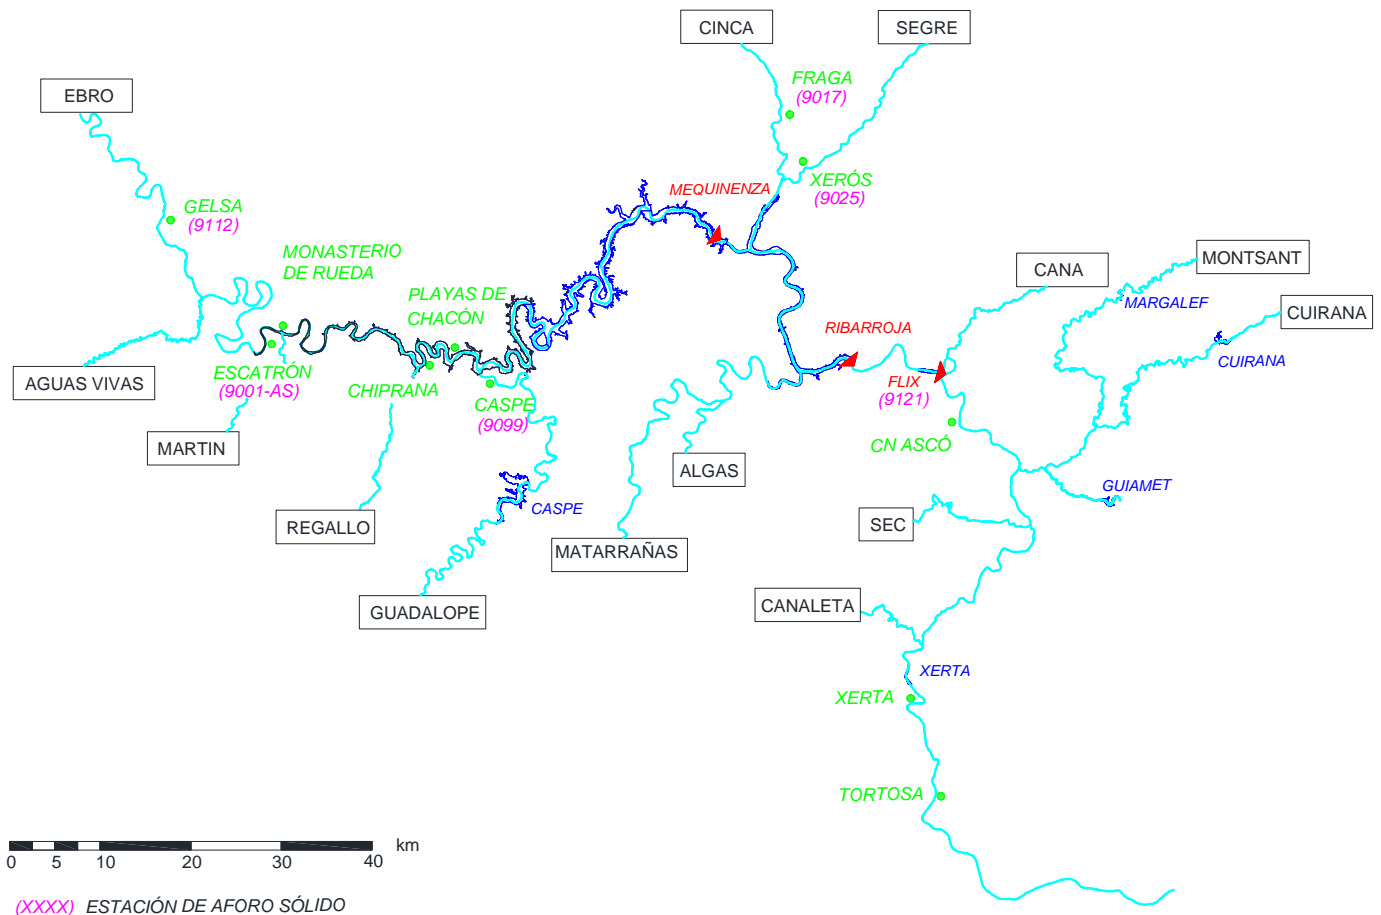 CINCA
SEGRE
FRAGA
(9017)
EBRO
XERÓS
(9025)
MEQUINENZA
GELSA
(9112)
MONASTERIO
DE RUEDA
CANA
MONTSANT
MARGALEF
CUIRANA
PLAYAS DE
CHACÓN
RIBARROJA
CUIRANA
AGUAS VIVAS
ESCATRÓN
(9001-AS)
CHIPRANA
CASPE
(9099)
FLIX
(9121)
MARTIN
CN ASCÓ
ALGAS
GUIAMET
REGALLO
CASPE
SEC
MATARRAÑAS
GUADALOPE
CANALETA
XERTA
XERTA
TORTOSA
km
0 5 10 20 30 40
(XXXX) ESTACIÓN DE AFORO SÓLIDO